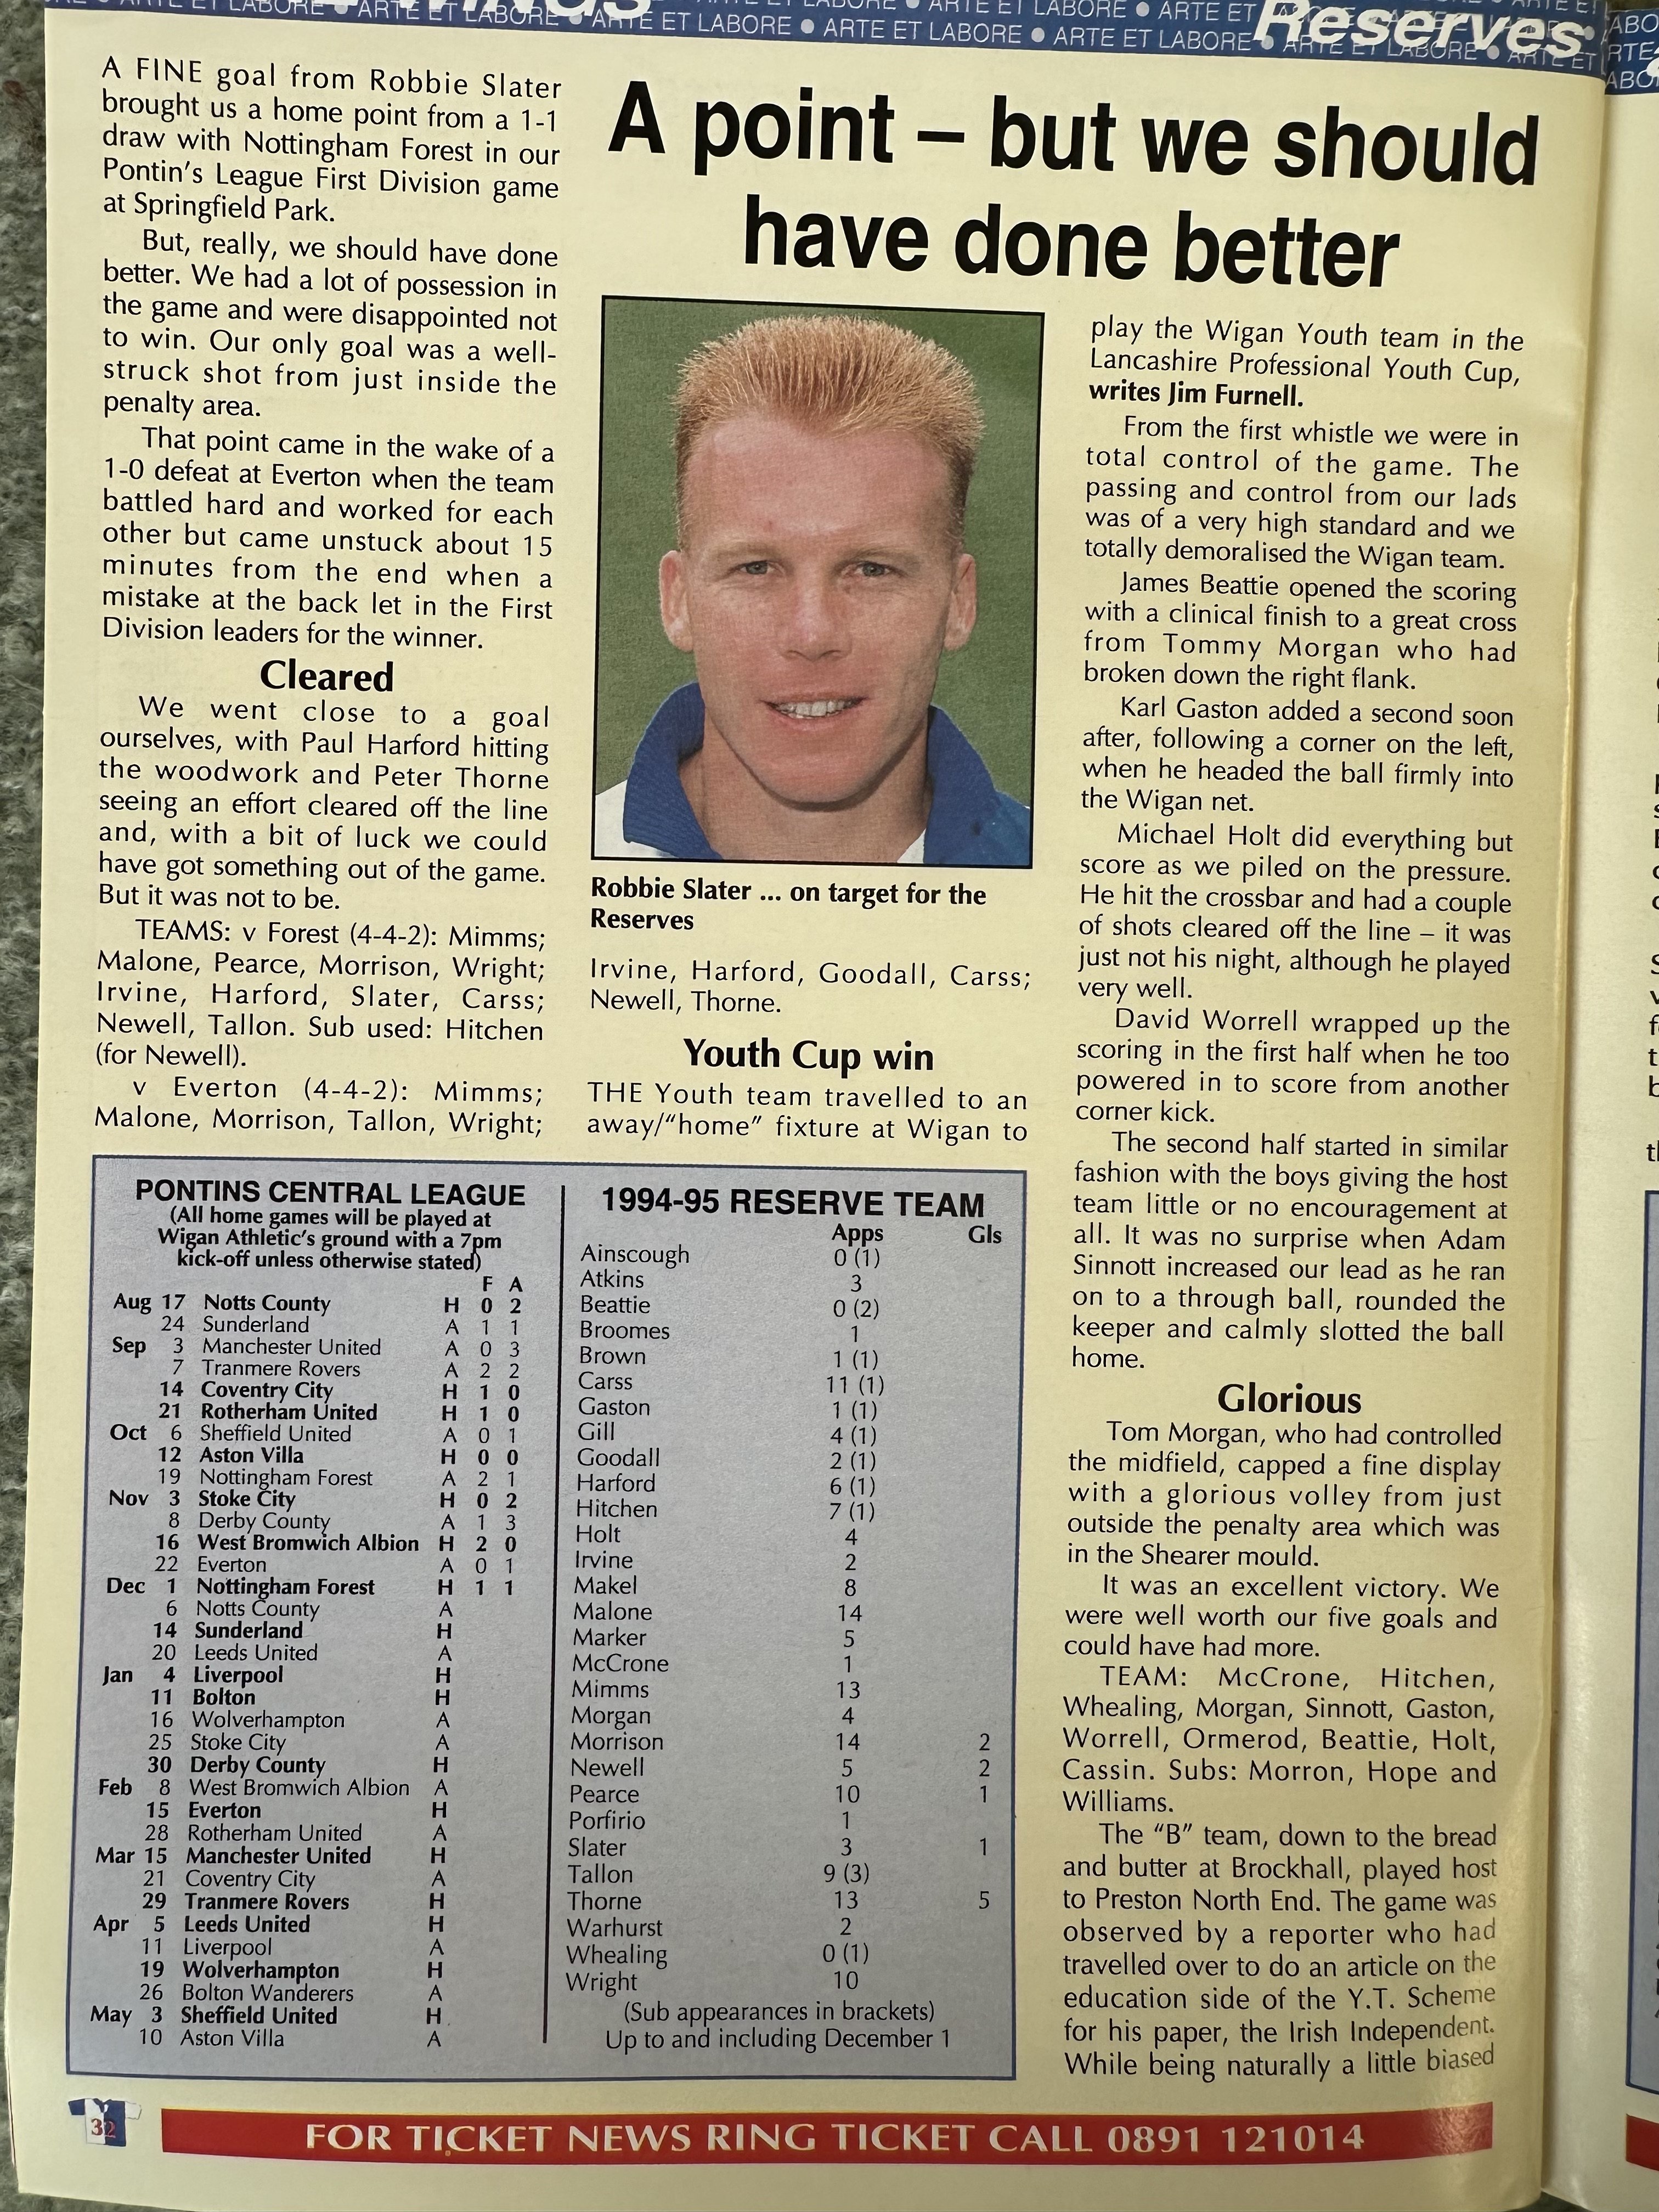 ARTE ET LABORE ● ARTE ET LABORE ● ARTE ET LABORE
Reserves
ARTE ET LABORE ● ARTE ET LABORE ● ARTE ET LABORE
A FINE goal from Robbie Slater
brought us a home point from a 1-1
draw with Nottingham Forest in our
Pontin's League First Division game
at Springfield Park.
But, really, we should have done
better. We had a lot of possession in
the game and were disappointed not
to win. Our only goal was a well-
struck shot from just inside the
penalty area.
That point came in the wake of a
1-0 defeat at Everton when the team
battled hard and worked for each
other but came unstuck about 15
minutes from the end when a
mistake at the back let in the First
Division leaders for the winner.
Cleared
We went close to a goal
ourselves, with Paul Harford hitting
the woodwork and Peter Thorne
seeing an effort cleared off the line
and, with a bit of luck we could
have got something out of the game.
But it was not to be.
TEAMS: v Forest (4-4-2): Mimms;
Malone, Pearce, Morrison, Wright;
Irvine, Harford, Slater, Carss;
Newell, Tallon. Sub used: Hitchen
(for Newell).
v Everton (4-4-2): Mimms;
Malone, Morrison, Tallon, Wright;
A point – but we should
have done better
Robbie Slater ... on target for the
Reserves
Irvine, Harford, Goodall, Carss;
Newell, Thorne.
Youth Cup win
THE Youth team travelled to an
away/"home" fixture at Wigan to
play the Wigan Youth team in the
Lancashire Professional Youth Cup,
writes Jim Furnell.
From the first whistle we were in
total control of the game. The
passing and control from our lads
was of a very high standard and we
totally demoralised the Wigan team.
James Beattie opened the scoring
with a clinical finish to a great cross
from Tommy Morgan who had
broken down the right flank.
Karl Gaston added a second soon
after, following a corner on the left,
when he headed the ball firmly into
the Wigan net.
Michael Holt did everything but
score as we piled on the pressure.
He hit the crossbar and had a couple
of shots cleared off the line – it was
just not his night, although he played
very well.
David Worrell wrapped up the
scoring in the first half when he too
powered in to score from another
corner kick.
The second half started in similar
fashion with the boys giving the host
team little or no encouragement at
all. It was no surprise when Adam
Sinnott increased our lead as he ran
on to a through ball, rounded the
keeper and calmly slotted the ball
home.
Glorious
Tom Morgan, who had controlled
the midfield, capped a fine display
with a glorious volley from just
outside the penalty area which was
in the Shearer mould.
It was an excellent victory. We
were well worth our five goals and
could have had more.
TEAM: McCrone, Hitchen,
Whealing, Morgan, Sinnott, Gaston,
Worrell, Ormerod, Beattie, Holt,
Cassin. Subs: Morron, Hope and
Williams.
The "B" team, down to the bread
and butter at Brockhall, played host
to Preston North End. The game was
observed by a reporter who had
travelled over to do an article on the
education side of the Y.T. Scheme
for his paper, the Irish Independent.
While being naturally a little biased
PONTINS CENTRAL LEAGUE
(All home games will be played at
Wigan Athletic's ground with a 7pm
kick-off unless otherwise stated)
F A
Aug 17 Notts County H 0 2
24 Sunderland A 1 1
Sep 3 Manchester United A 0 3
7 Tranmere Rovers A 2 2
14 Coventry City H 1 0
21 Rotherham United H 1 0
Oct 6 Sheffield United A 0 1
12 Aston Villa H 0 0
19 Nottingham Forest A 2 1
Nov 3 Stoke City H 0 2
8 Derby County A 1 3
16 West Bromwich Albion H 2 0
22 Everton A 0 1
Dec 1 Nottingham Forest H 1 1
6 Notts County A
14 Sunderland H
20 Leeds United A
Jan 4 Liverpool H
11 Bolton H
16 Wolverhampton A
25 Stoke City A
30 Derby County H
Feb 8 West Bromwich Albion A
15 Everton H
28 Rotherham United A
Mar 15 Manchester United H
21 Coventry City A
29 Tranmere Rovers H
Apr 5 Leeds United H
11 Liverpool A
19 Wolverhampton H
26 Bolton Wanderers A
May 3 Sheffield United H
10 Aston Villa A
1994-95 RESERVE TEAM
Apps Gls
Ainscough 0 (1)
Atkins 3
Beattie 0 (2)
Broomes 1
Brown 1 (1)
Carss 11 (1)
Gaston 1 (1)
Gill 4 (1)
Goodall 2 (1)
Harford 6 (1)
Hitchen 7 (1)
Holt 4
Irvine 2
Makel 8
Malone 14
Marker 5
McCrone 1
Mimms 13
Morgan 4
Morrison 14 2
Newell 5 2
Pearce 10 1
Porfirio 1
Slater 3 1
Tallon 9 (3)
Thorne 13 5
Warhurst 2
Whealing 0 (1)
Wright 10
(Sub appearances in brackets)
Up to and including December 1
32
FOR TICKET NEWS RING TICKET CALL 0891 121014